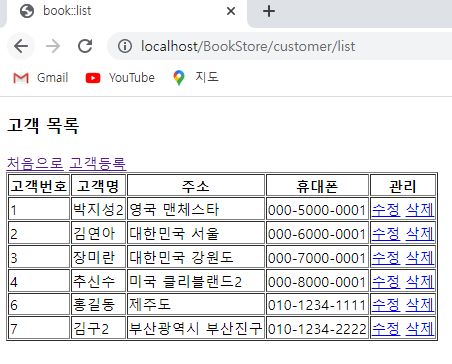 book::list
localhost/BookStore/customer/list
Gmail YouTube 지도
고객 목록
처음으로 고객등록
고객번호 고객명 주소 휴대폰 관리
1 박지성2 영국 맨체스타 000-5000-0001 수정 삭제
2 김연아 대한민국 서울 000-6000-0001 수정 삭제
3 장미란 대한민국 강원도 000-7000-0001 수정 삭제
4 추신수 미국 클리블랜드2 000-8000-0001 수정 삭제
6 홍길동 제주도 010-1234-1111 수정 삭제
7 김구2 부산광역시 부산진구 010-1234-2222 수정 삭제